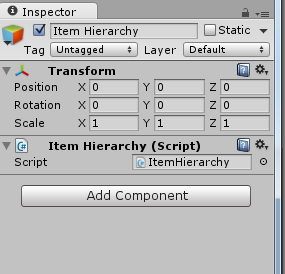 Inspector
Item Hierarchy Static
Tag Untagged Layer Default
Transform
Position X 0 Y 0 Z 0
Rotation X 0 Y 0 Z 0
Scale X 1 Y 1 Z 1
Item Hierarchy (Script)
Script ItemHierarchy
Add Component